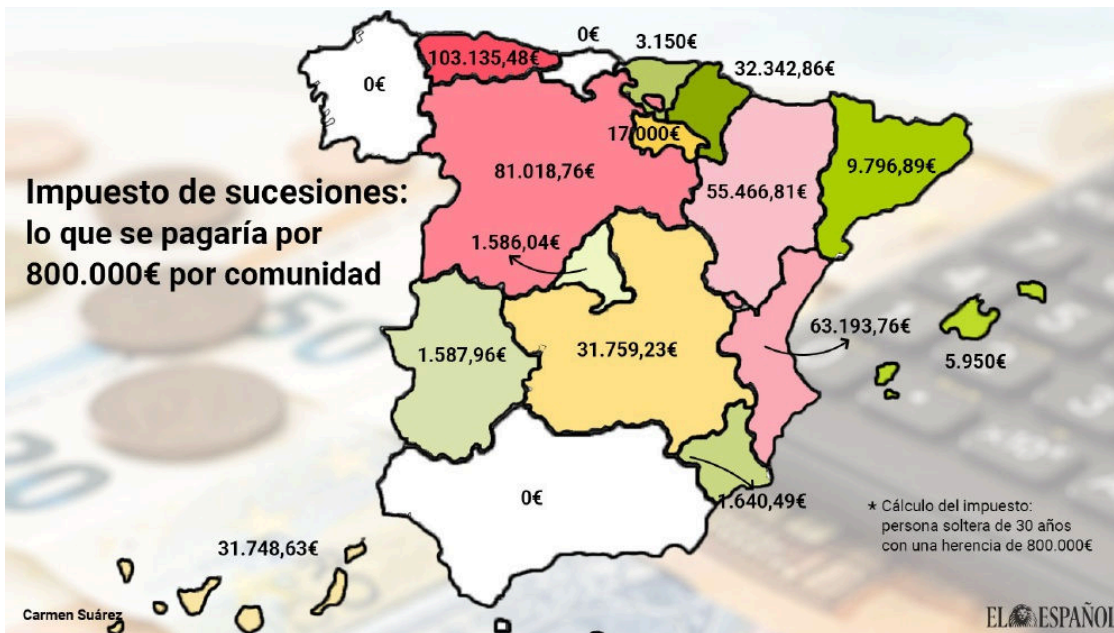 0€
3.150€
103.135,48€
32.342,86€
0€
17.000€
81.018,76€
9.796,89€
55.466,81€
Impuesto de sucesiones:
lo que se pagaría por
800.000€ por comunidad
1.586,04€
63.193,76€
1.587,96€
31.759,23€
5.950€
0€
1.640,49€
* Cálculo del impuesto:
persona soltera de 30 años
con una herencia de 800.000€
31.748,63€
Carmen Suárez
EL ESPAÑOL